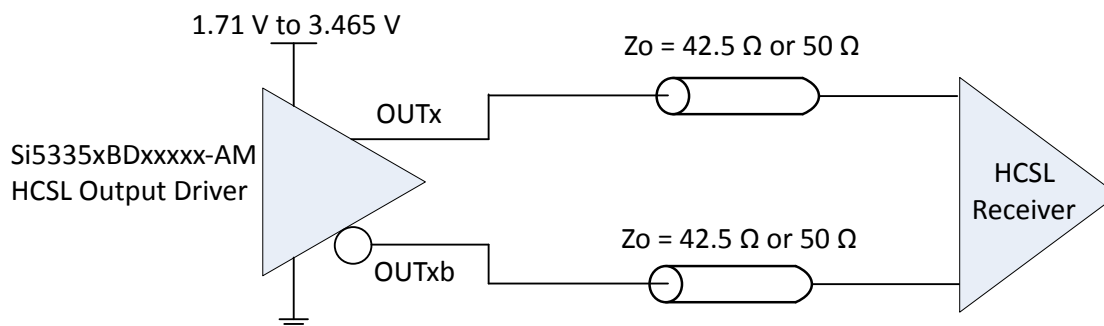 1.71 V to 3.465 V
Zo = 42.5 Ω or 50 Ω
OUTx
Si5335xBDxxxxx-AM
HCSL Output Driver
HCSL
Receiver
Zo = 42.5 Ω or 50 Ω
OUTxb